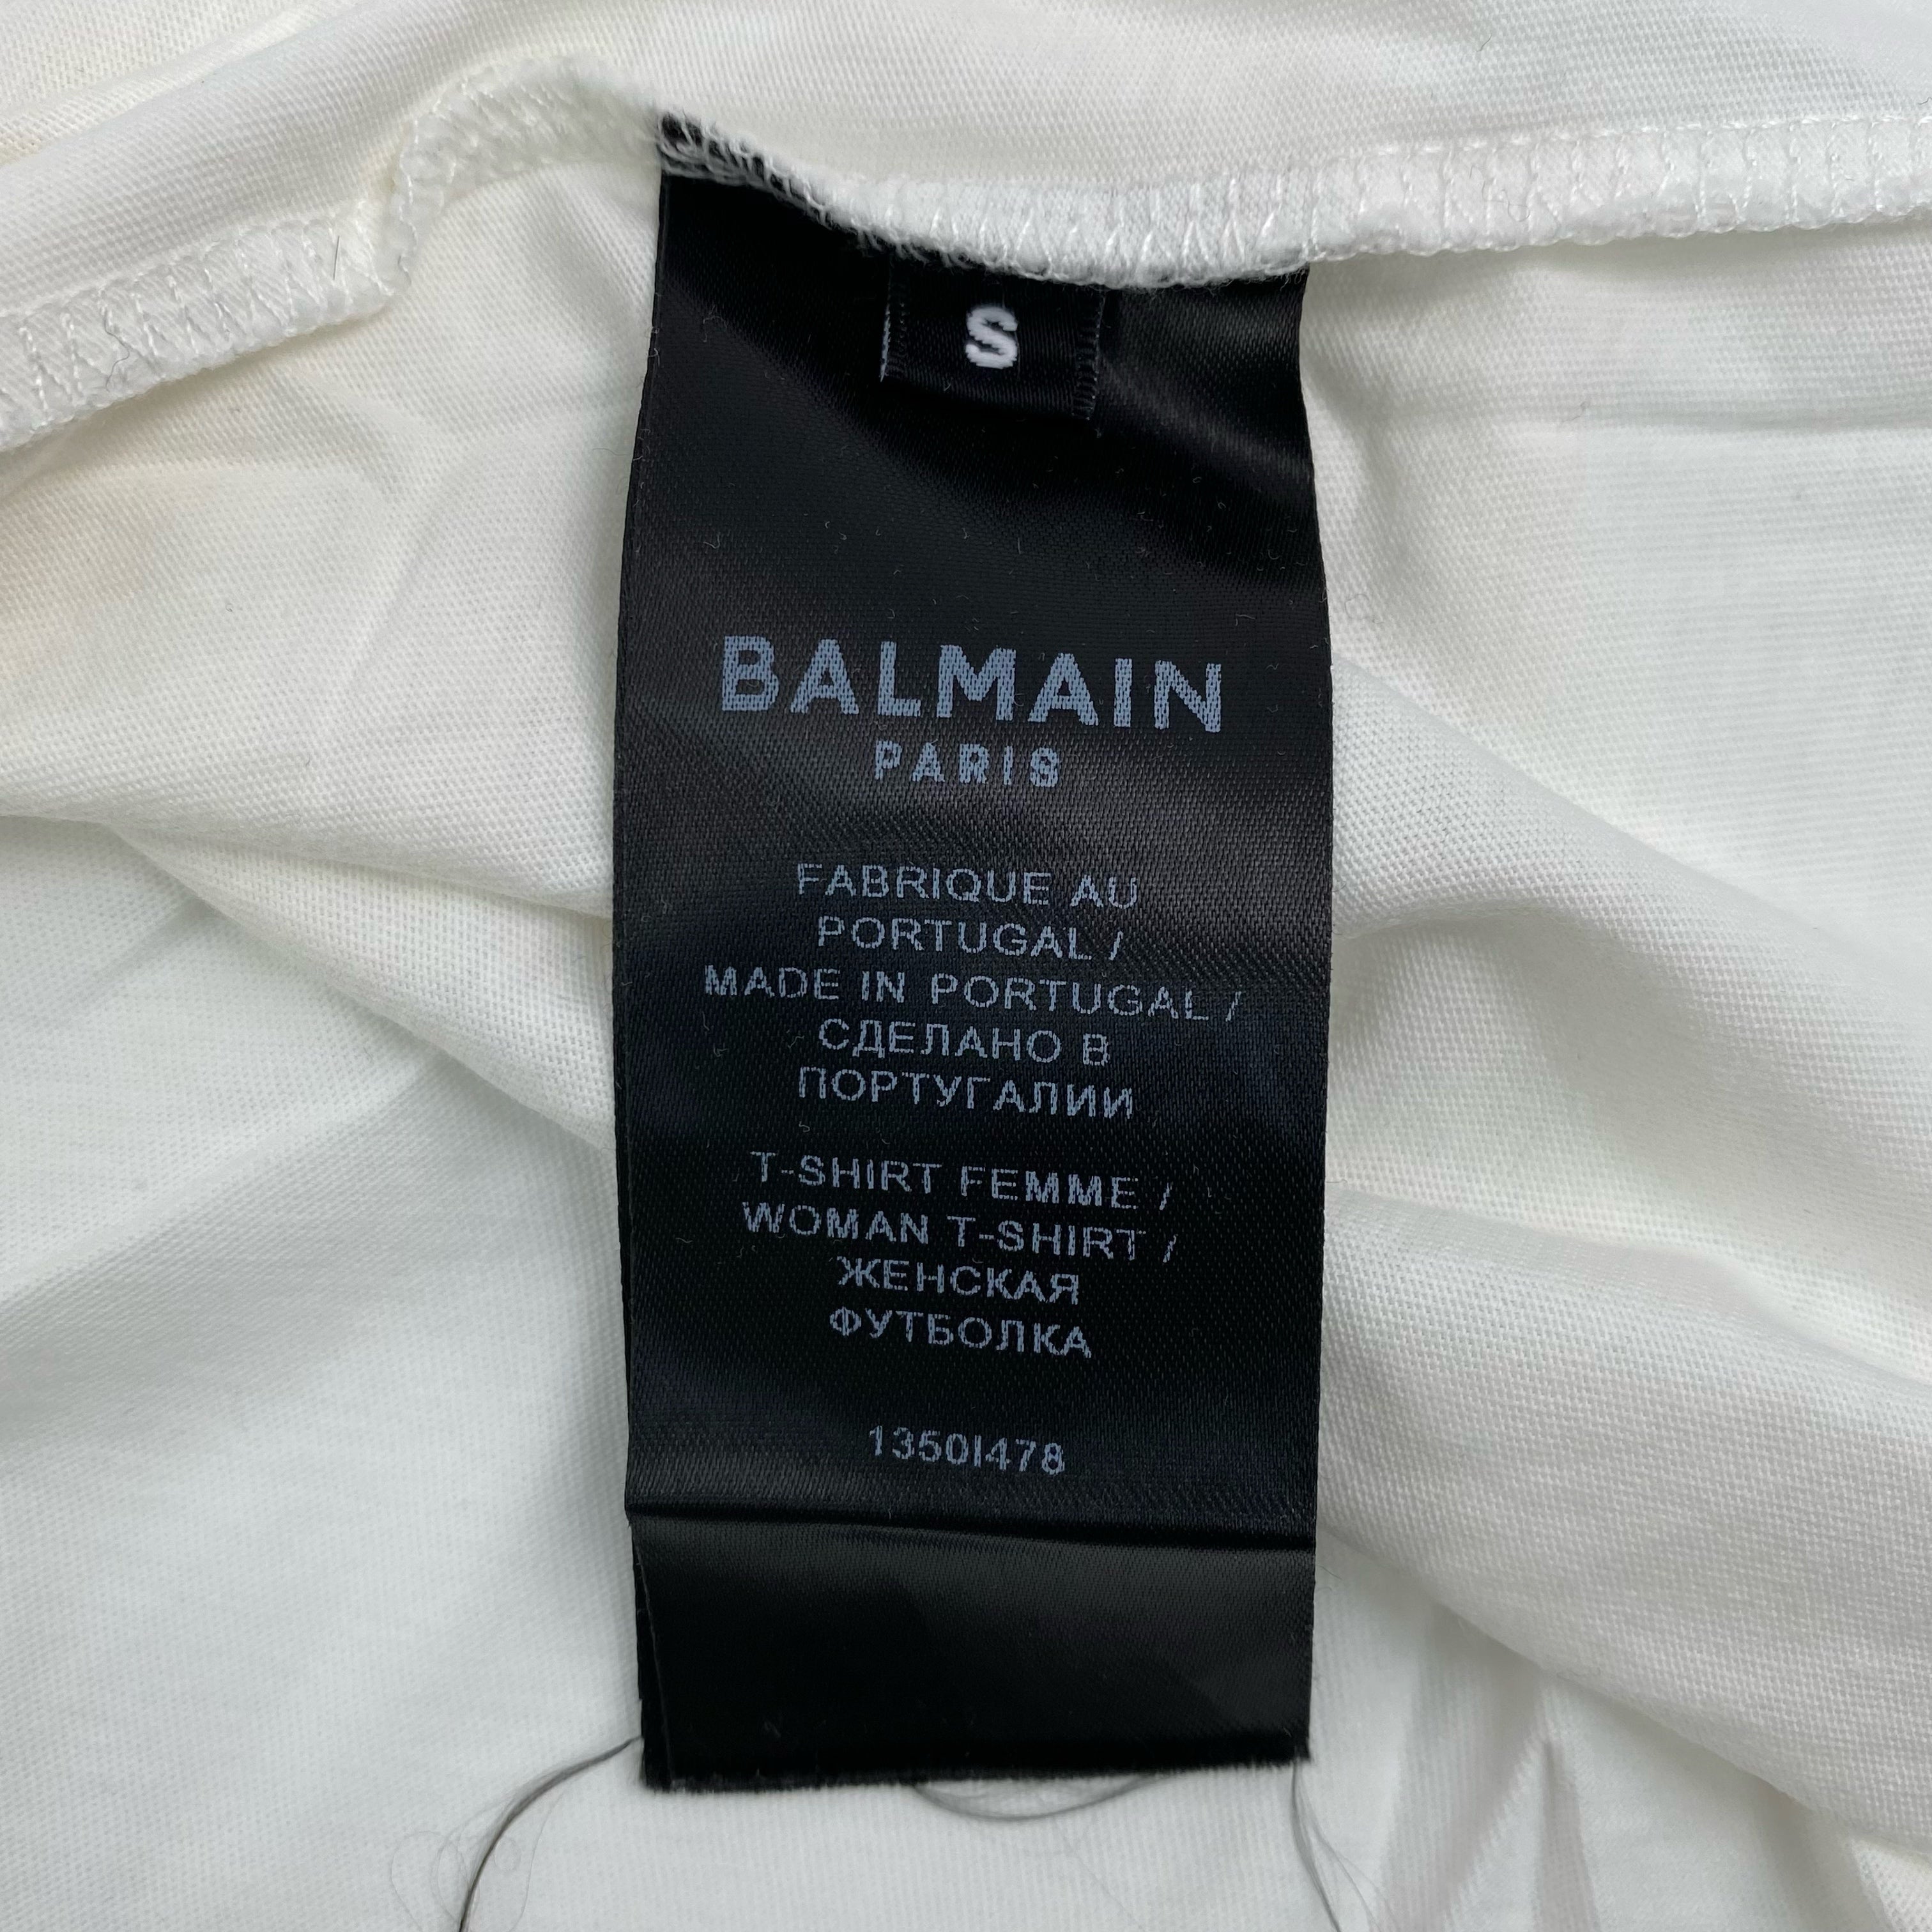 S
BALMAIN
PARIS
FABRIQUE AU
PORTUGAL /
MADE IN PORTUGAL /
СДЕЛАНО В
ПОРТУГАЛИИ
T-SHIRT FEMME /
WOMAN T-SHIRT /
ЖЕНСКАЯ
ФУТБОЛКА
1350I478